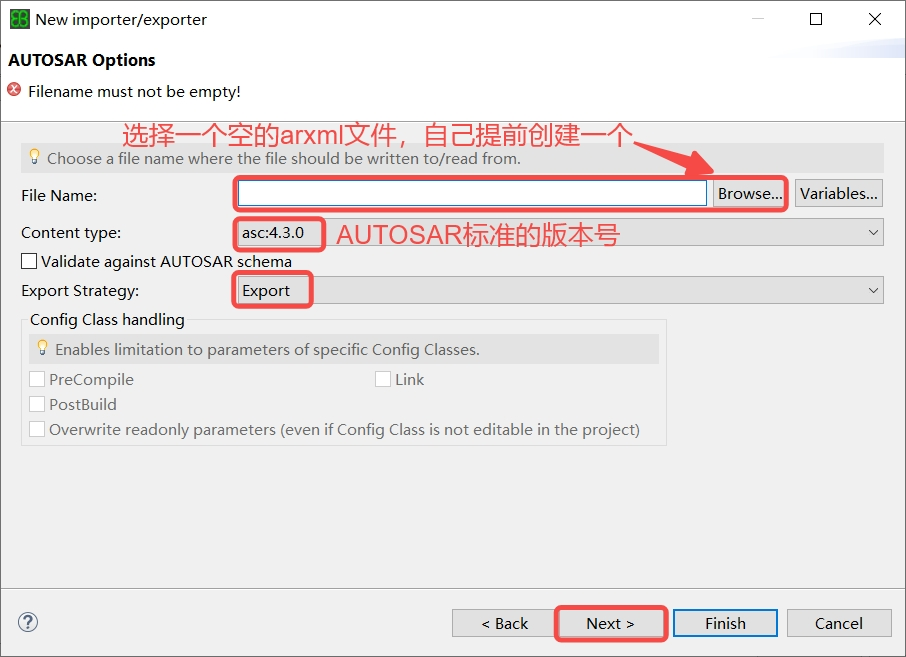 New importer/exporter
AUTOSAR Options
Filename must not be empty!
选择一个空的arxml文件，自己提前创建一个
Choose a file name where the file should be written to/read from.
File Name:
Browse...
Variables...
Content type:
asc:4.3.0
AUTOSAR标准的版本号
Validate against AUTOSAR schema
Export Strategy:
Export
Config Class handling
Enables limitation to parameters of specific Config Classes.
PreCompile
Link
PostBuild
Overwrite readonly parameters (even if Config Class is not editable in the project)
< Back
Next >
Finish
Cancel